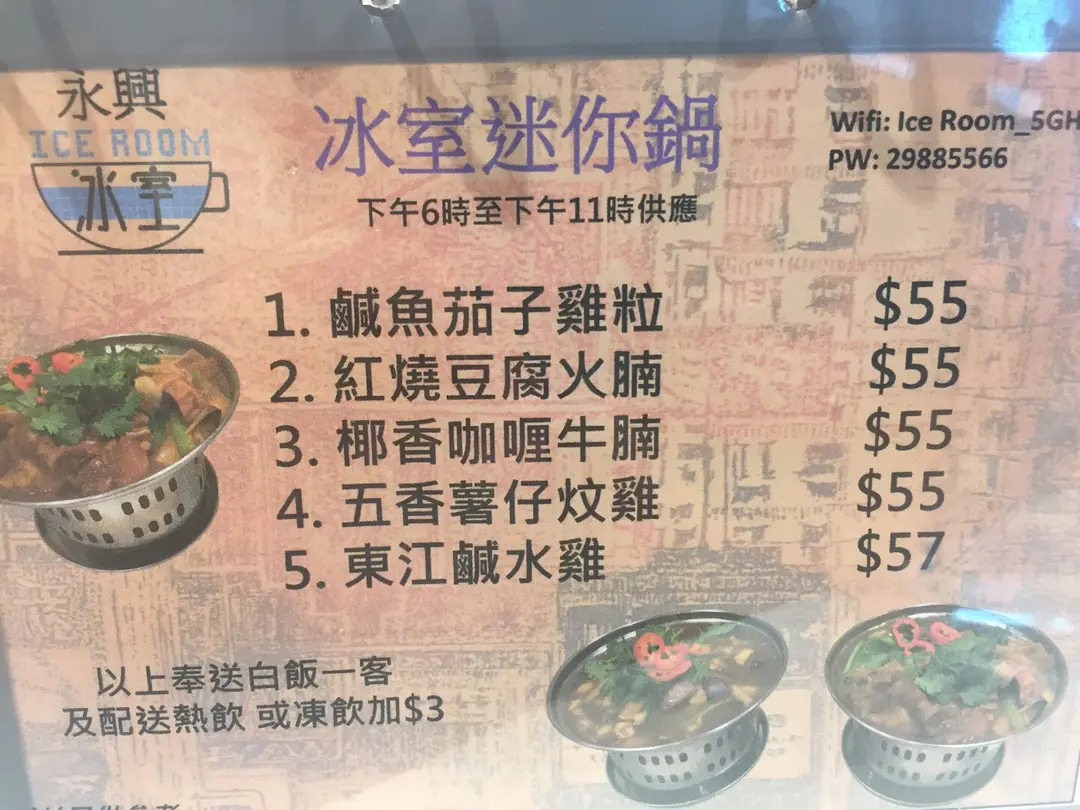 永興
ICE ROOM
冰室
冰室迷你鍋
下午6時至下午11時供應
Wifi: Ice Room_5GH
PW: 29885566
1. 鹹魚茄子雞粒 $55
2. 紅燒豆腐火腩 $55
3. 椰香咖喱牛腩 $55
4. 五香薯仔炆雞 $55
5. 東江鹹水雞 $57
以上奉送白飯一客
及配送熱飲 或凍飲加$3